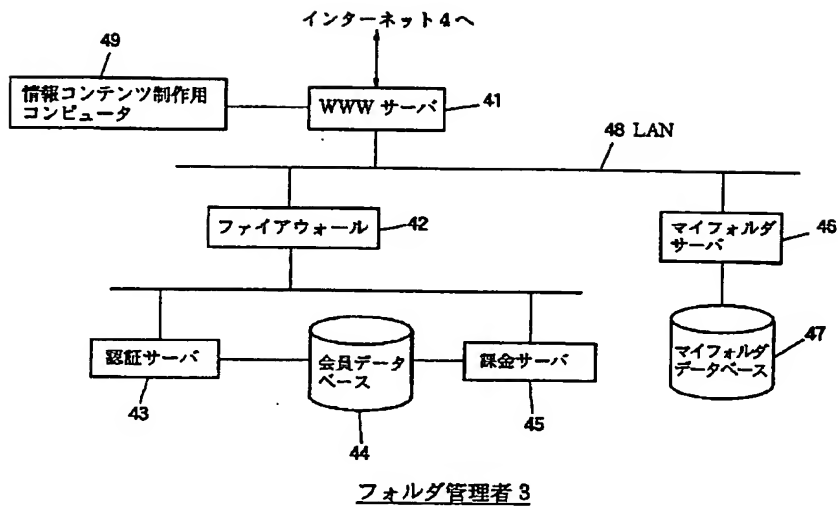 インターネット4へ
49
情報コンテンツ制作用
コンピュータ
WWW サーバ
41
48 LAN
ファイアウォール
42
マイフォルダ
サーバ
46
認証サーバ
43
会員データ
ベース
44
課金サーバ
45
マイフォルダ
データベース
47
フォルダ管理者3